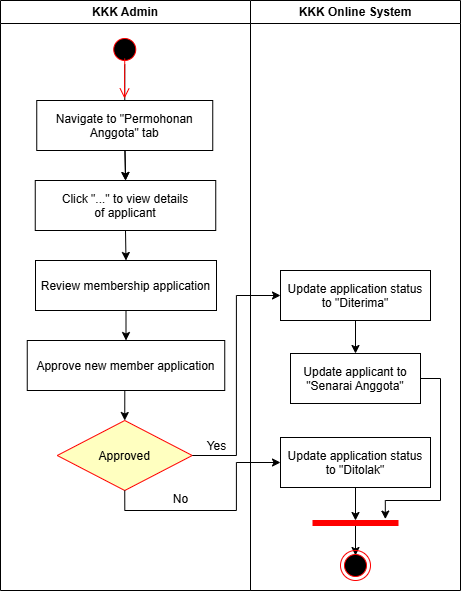 KKK Admin
KKK Online System
Navigate to "Permohonan
Anggota" tab
Click "..." to view details
of applicant
Review membership application
Approve new member application
Approved
Yes
No
Update application status
to "Diterima"
Update applicant to
"Senarai Anggota"
Update application status
to "Ditolak"